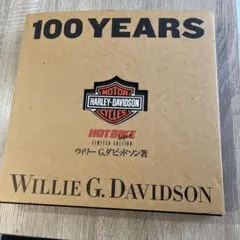 100 YEARS
MOTOR
HARLEY-DAVIDSON
CYCLES
HOT BIKE
LIMITED EDITION
ウィリー G.ダビッドソン著
WILLIE G. DAVIDSON